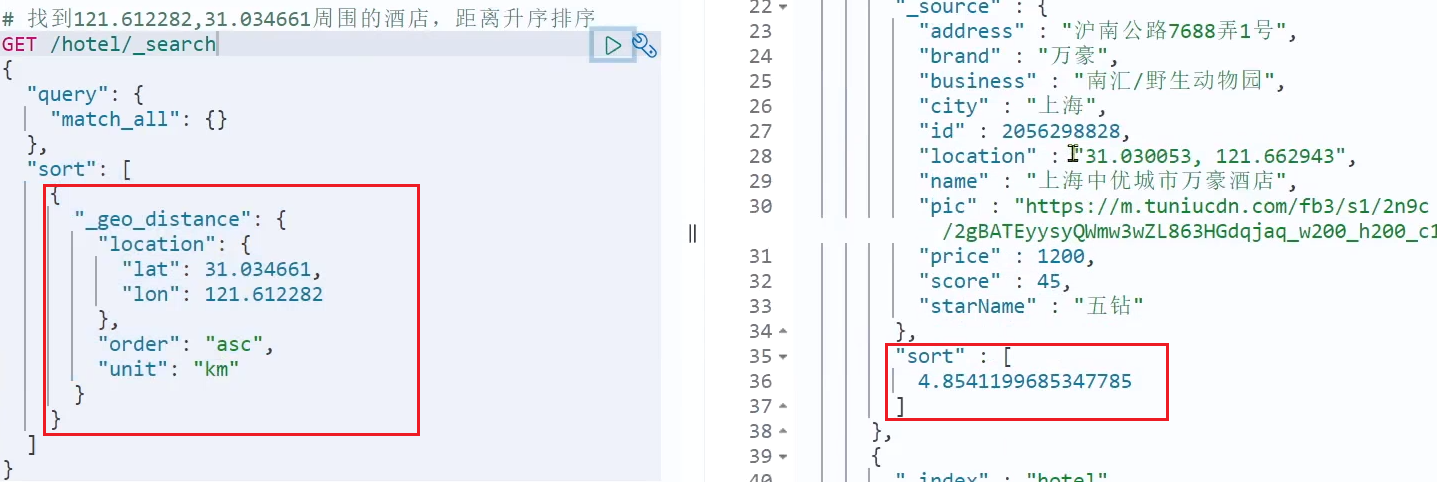 # 找到121.612282,31.034661周围的酒店，距离升序排序
GET /hotel/_search
{
  "query": {
    "match_all": {}
  },
  "sort": [
    {
      "_geo_distance": {
        "location": {
          "lat": 31.034661,
          "lon": 121.612282
        },
        "order": "asc",
        "unit": "km"
      }
    }
  ]
}
22 "_source" : {
23 "address" : "沪南公路7688弄1号",
24 "brand" : "万豪",
25 "business" : "南汇/野生动物园",
26 "city" : "上海",
27 "id" : 2056298828,
28 "location" : "31.030053, 121.662943",
29 "name" : "上海中优城市万豪酒店",
30 "pic" : "https://m.tuniucdn.com/fb3/s1/2n9c
/2gBATEyysyQWmw3wZL863HGdqjaq_w200_h200_c1
31 "price" : 1200,
32 "score" : 45,
33 "starName" : "五钻"
34 },
35 "sort" : [
36 4.8541199685347785
37 ]
38 },
39 {
40 "_index" : "hotel"